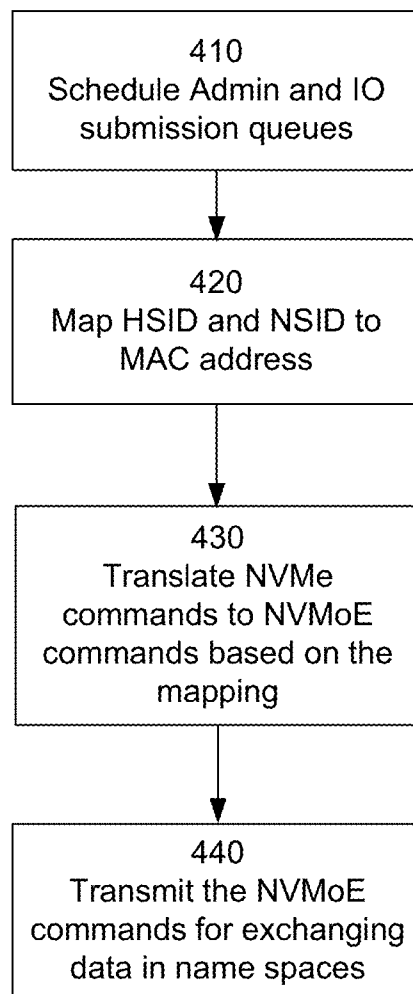 410
Schedule Admin and IO
submission queues
420
Map HSID and NSID to
MAC address
430
Translate NVMe
commands to NVMoE
commands based on the
mapping
440
Transmit the NVMoE
commands for exchanging
data in name spaces